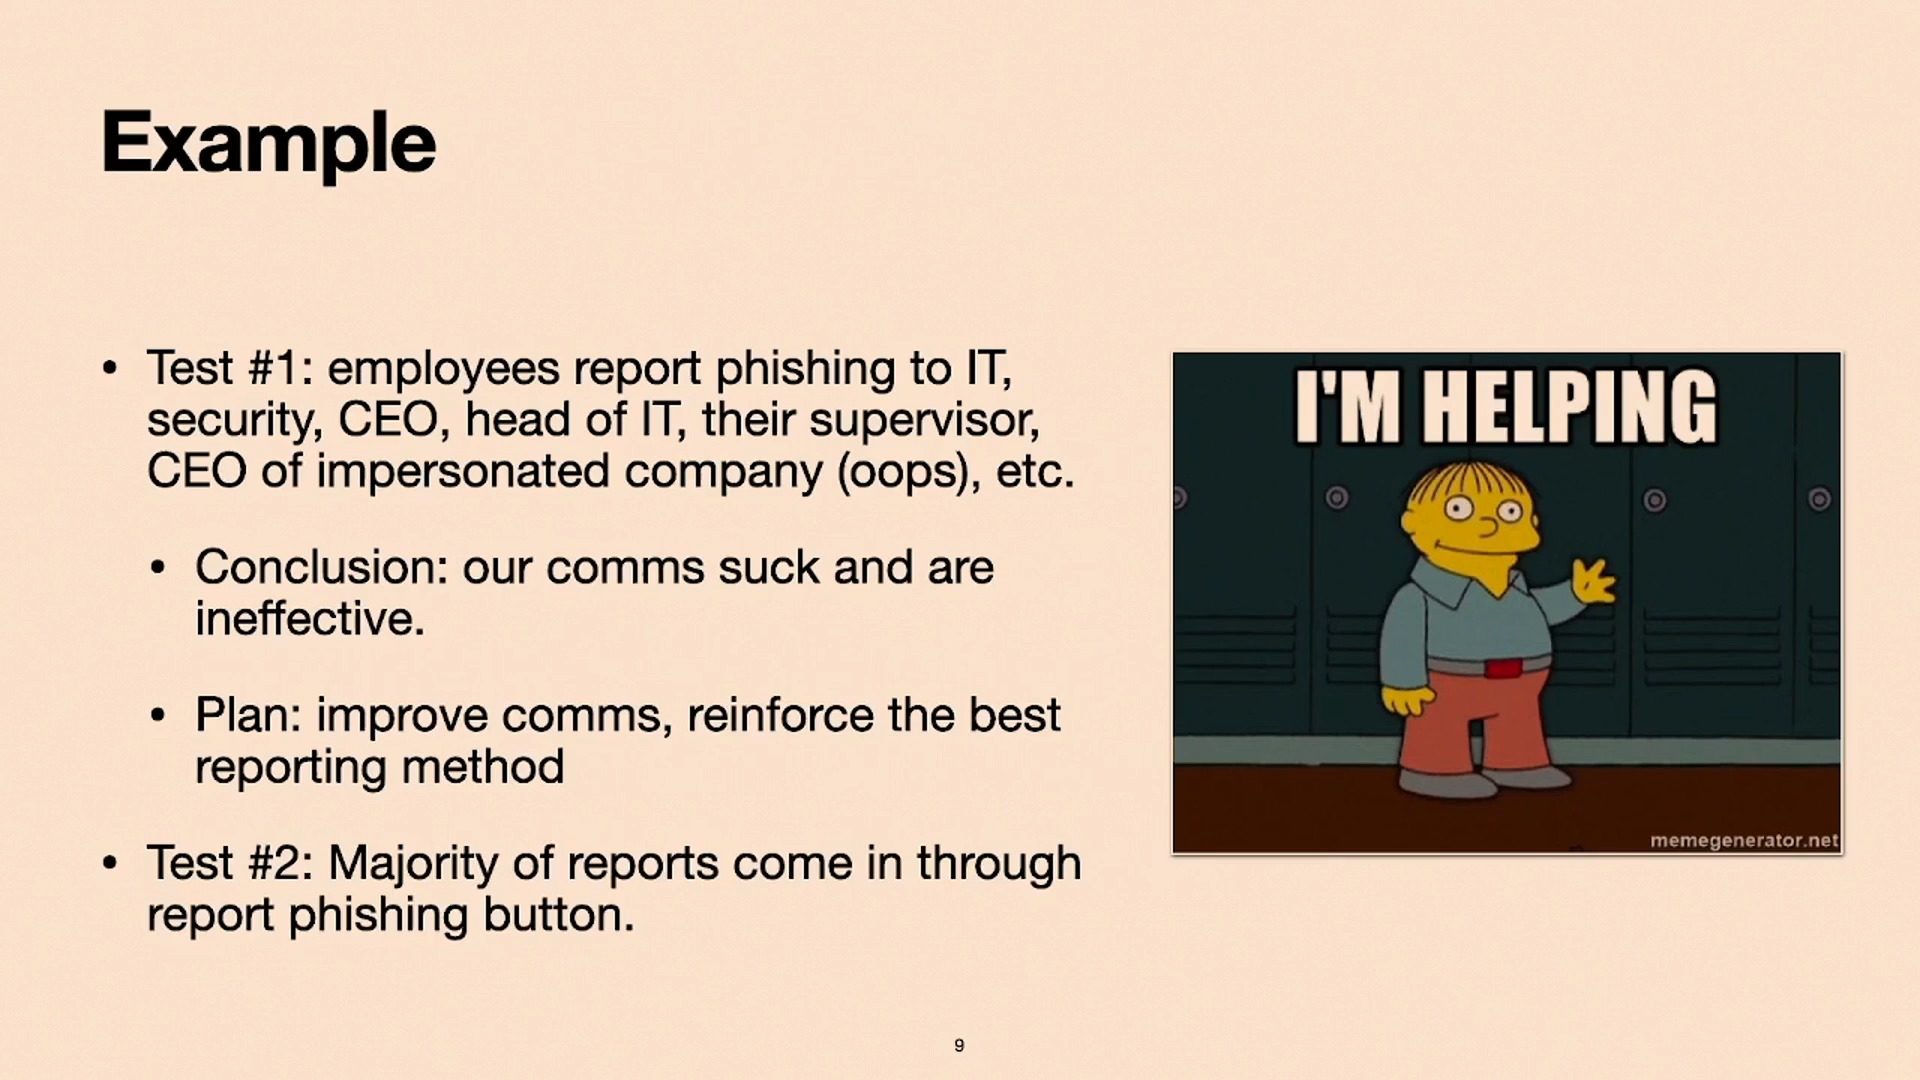 Example
• Test #1: employees report phishing to IT,
security, CEO, head of IT, their supervisor,
CEO of impersonated company (oops), etc.
• Conclusion: our comms suck and are
ineffective.
• Plan: improve comms, reinforce the best
reporting method
• Test #2: Majority of reports come in through
report phishing button.
I'M HELPING
memegenerator.net
9